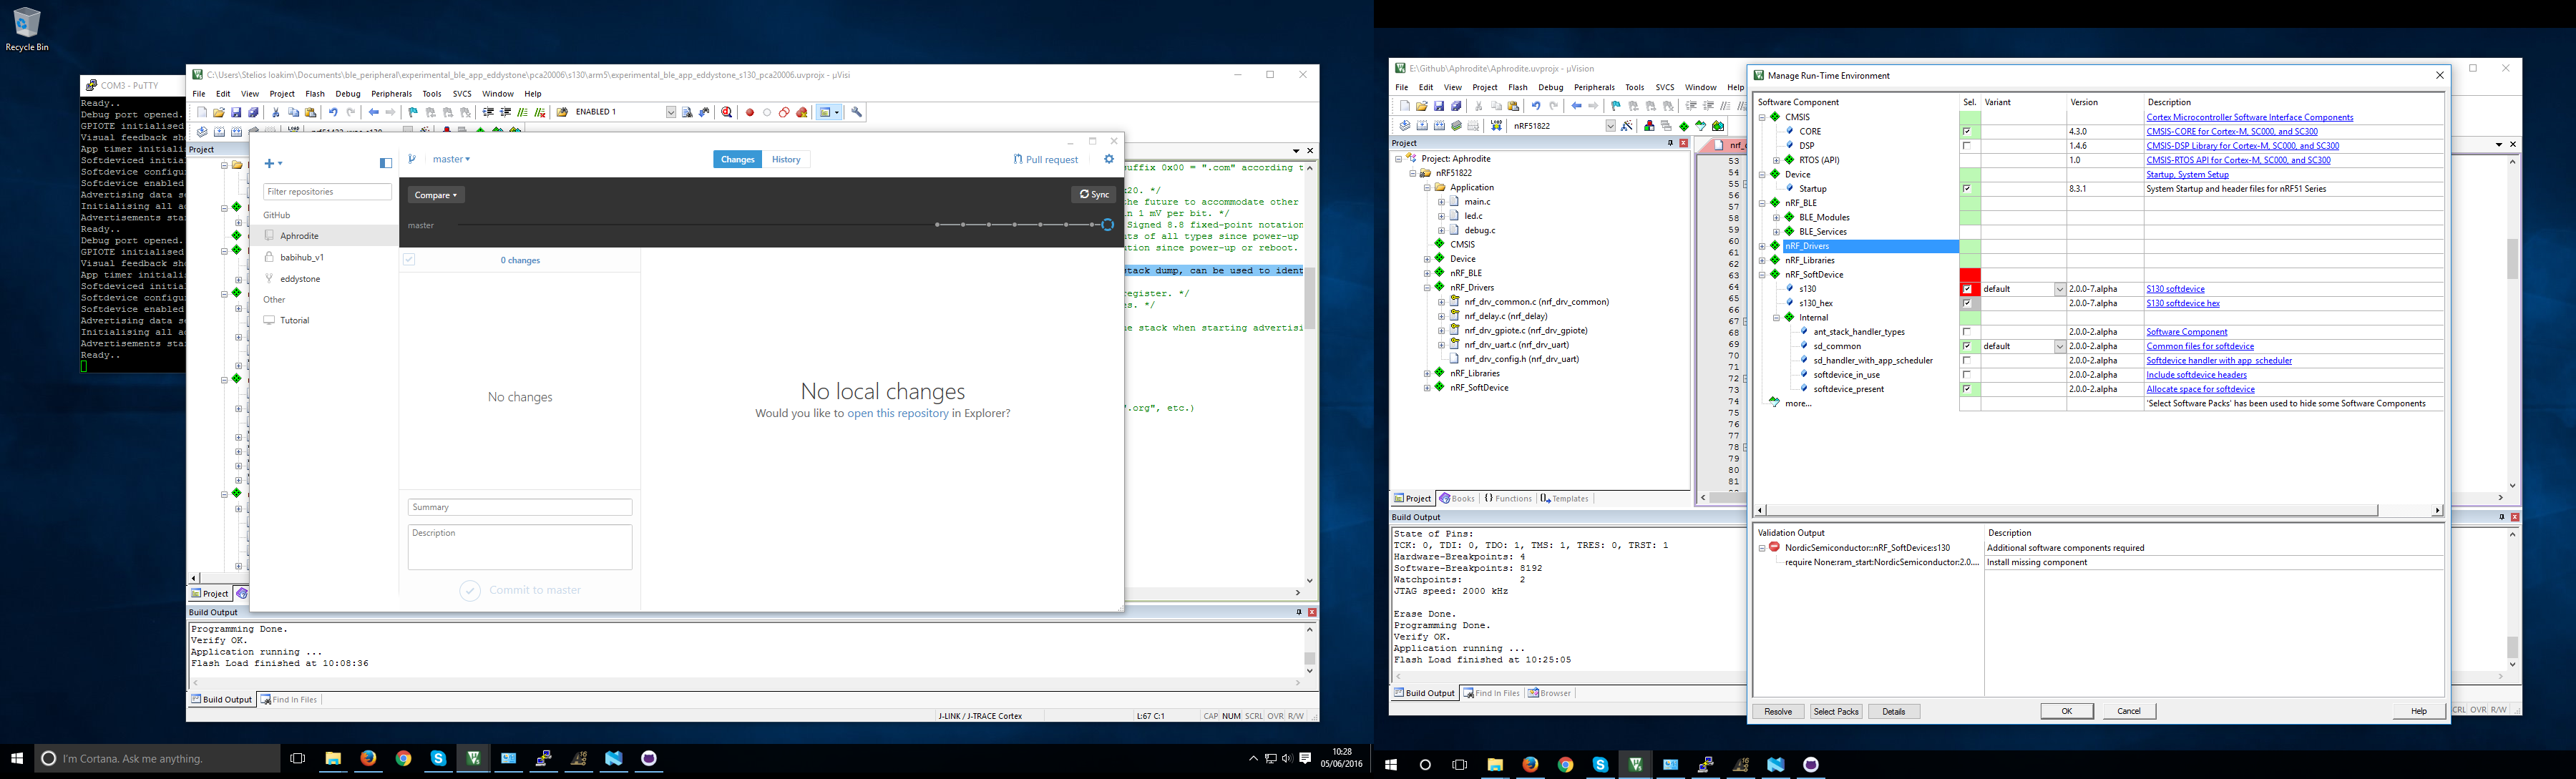 Recycle Bin
COM3 - PuTTY
Ready..
Debug port opened.
GPIOTE initialised
Visual feedback sh
App timer initiali
Softdeviced initia
Softdevice configu
Softdevice enabled
Advertising data s
Initialising all a
Advertisements sta
Ready..
Debug port opened.
GPIOTE initialised
Visual feedback sh
App timer initiali
Softdeviced initia
Softdevice configu
Softdevice enabled
Advertising data s
Initialising all a
Advertisements sta
Ready..
C:\Users\Stelios Ioakim\Documents\ble_peripheral\experimental_ble_app_eddystone\pca20006\s130\arm5\experimental_ble_app_eddystone_s130_pca20006.uvprojx - µVisi
File Edit View Project Flash Debug Peripherals Tools SVCS Window Help
ENABLED 1
Project
uffix 0x00 = ".com" according t
x20. */
the future to accommodate other
in 1 mV per bit. */
Signed 8.8 fixed-point notation
ts of all types since power-up
tion since power-up or reboot.
stack dump, can be used to ident
register. */
es. */
he stack when starting advertisi
".org", etc.)
master
Changes
History
Pull request
Filter repositories
GitHub
Aphrodite
babihub_v1
eddystone
Other
Tutorial
Compare
Sync
master
0 changes
No changes
No local changes
Would you like to open this repository in Explorer?
Summary
Description
Commit to master
Project
Build Output
Programming Done.
Verify OK.
Application running ...
Flash Load finished at 10:08:36
Build Output Find In Files
J-LINK / J-TRACE Cortex L:67 C:1 CAP NUM SCRL OVR R/W
I'm Cortana. Ask me anything.
10:28
05/06/2016
E:\Github\Aphrodite\Aphrodite.uvprojx - µVision
File Edit View Project Flash Debug Peripherals Tools SVCS Window Help
nRF51822
Project
Project: Aphrodite
nRF51822
Application
main.c
led.c
debug.c
CMSIS
Device
nRF_BLE
nRF_Drivers
nrf_drv_common.c (nrf_drv_common)
nrf_delay.c (nrf_delay)
nrf_drv_gpiote.c (nrf_drv_gpiote)
nrf_drv_uart.c (nrf_drv_uart)
nrf_drv_config.h (nrf_drv_uart)
nRF_Libraries
nRF_SoftDevice
53
54
55
56
57
58
59
60
61
62
63
64
65
66
67
68
69
70
71
72
73
74
75
76
77
78
79
80
81
Project Books Functions Templates
Build Output
State of Pins:
TCK: 0, TDI: 0, TDO: 1, TMS: 1, TRES: 0, TRST: 1
Hardware-Breakpoints: 4
Software-Breakpoints: 8192
Watchpoints: 2
JTAG speed: 2000 kHz
Erase Done.
Programming Done.
Verify OK.
Application running ...
Flash Load finished at 10:25:05
Build Output Find In Files Browser
Manage Run-Time Environment
Software Component Sel. Variant Version Description
CMSIS Cortex Microcontroller Software Interface Components
CORE 4.3.0 CMSIS-CORE for Cortex-M, SC000, and SC300
DSP 1.4.6 CMSIS-DSP Library for Cortex-M, SC000, and SC300
RTOS (API) 1.0 CMSIS-RTOS API for Cortex-M, SC000, and SC300
Device Startup, System Setup
Startup 8.3.1 System Startup and header files for nRF51 Series
nRF_BLE
BLE_Modules
BLE_Services
nRF_Drivers
nRF_Libraries
nRF_SoftDevice
s130 default 2.0.0-7.alpha S130 softdevice
s130_hex 2.0.0-7.alpha S130 softdevice hex
Internal
ant_stack_handler_types 2.0.0-2.alpha Software Component
sd_common default 2.0.0-2.alpha Common files for softdevice
sd_handler_with_app_scheduler 2.0.0-2.alpha Softdevice handler with app_scheduler
softdevice_in_use 2.0.0-2.alpha Include softdevice headers
softdevice_present 2.0.0-2.alpha Allocate space for softdevice
more... 'Select Software Packs' has been used to hide some Software Components
Validation Output Description
NordicSemiconductor::nRF_SoftDevice:s130 Additional software components required
require None:ram_start:NordicSemiconductor:2.0.... Install missing component
Resolve Select Packs Details OK Cancel Help
CRL OVR R/W